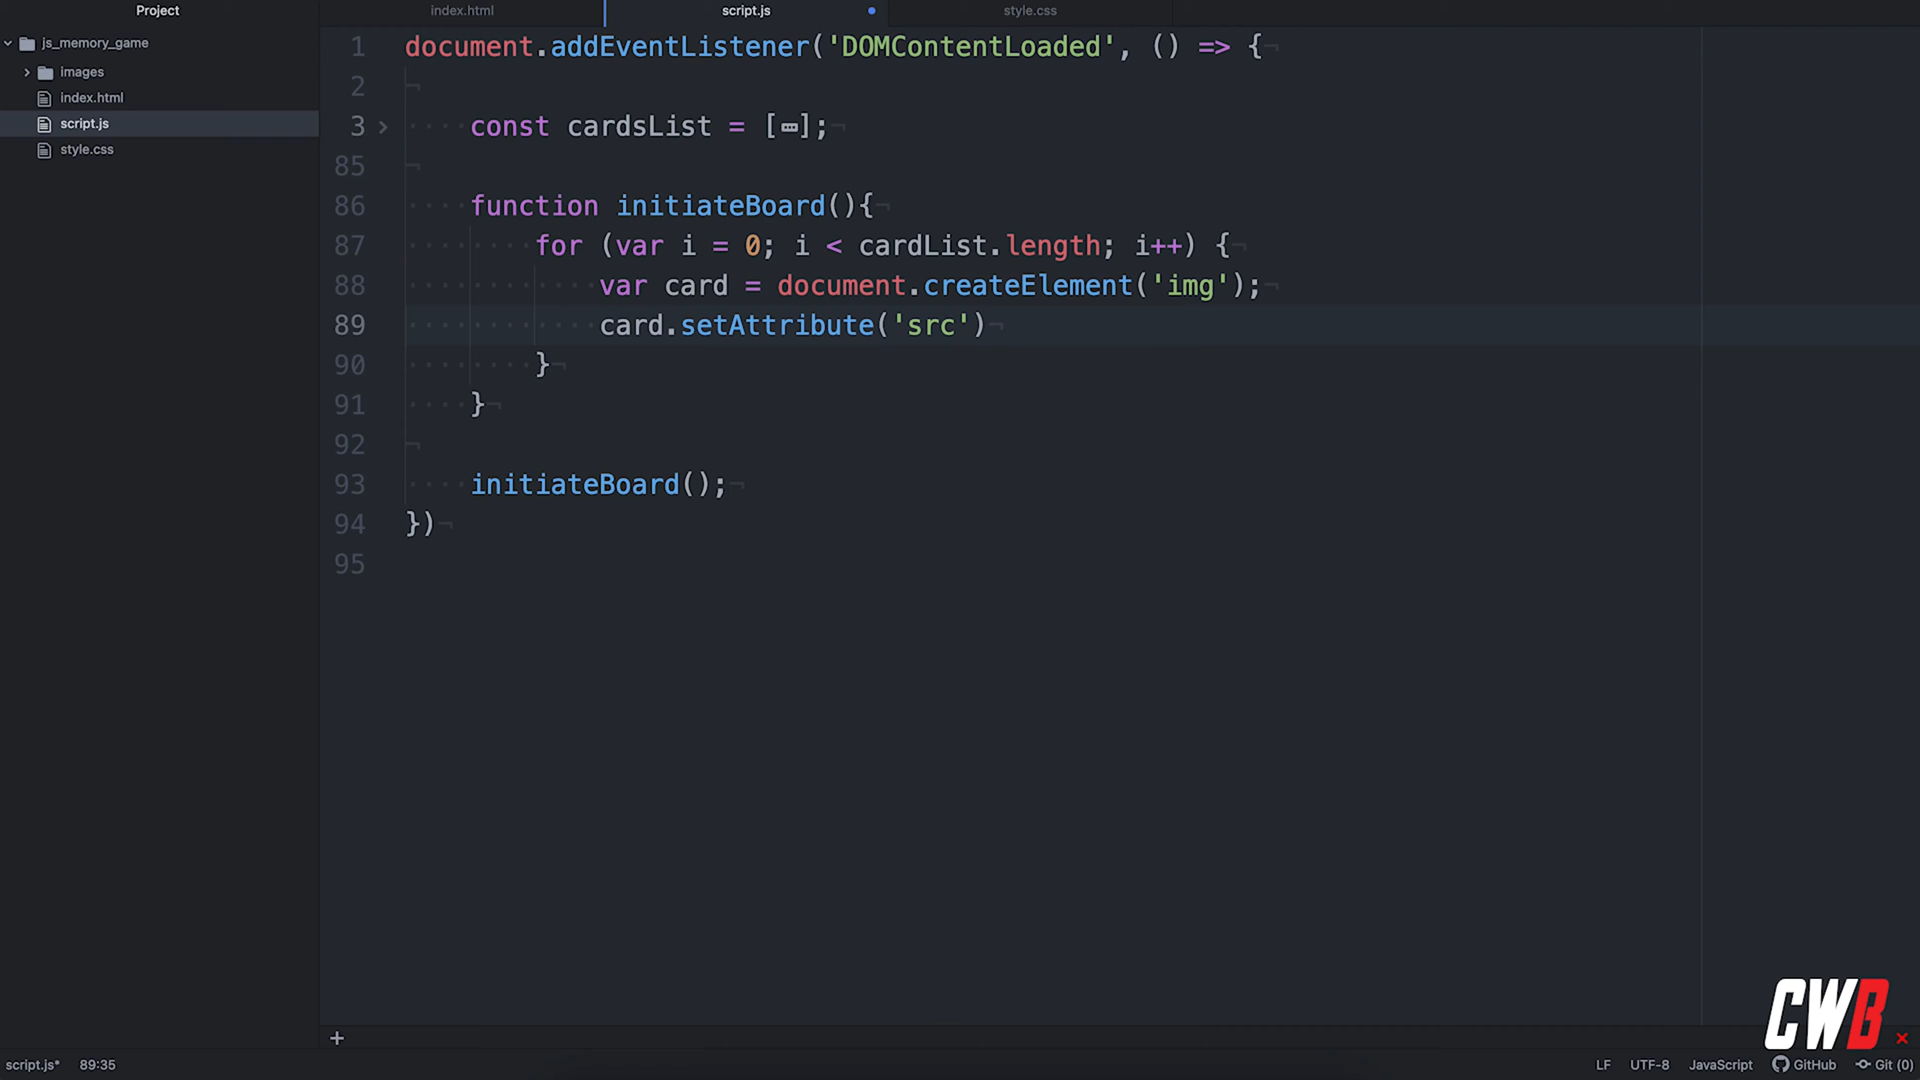 Project
index.html
script.js
style.css
js_memory_game
images
index.html
script.js
style.css
1 document.addEventListener('DOMContentLoaded', () => {
2
3 const cardsList = [⋯];
85
86 function initiateBoard(){
87 for (var i = 0; i < cardList.length; i++) {
88 var card = document.createElement('img');
89 card.setAttribute('src')
90 }
91 }
92
93 initiateBoard();
94 })
95
+
CWB
script.js* 89:35
LF UTF-8 JavaScript GitHub Git (0)